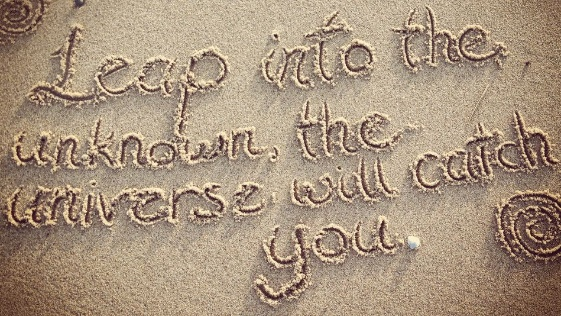 Leap into the
unknown, the
universe will catch
you.